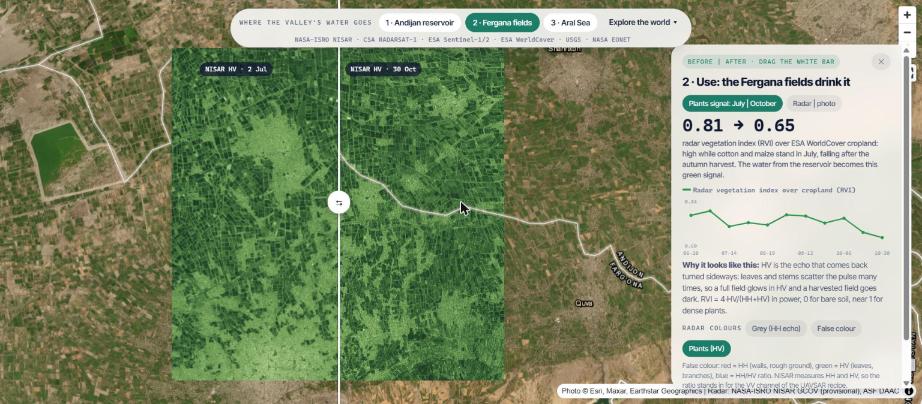 WHERE THE VALLEY'S WATER GOES
1 · Andijan reservoir
2 · Fergana fields
3 · Aral Sea
Explore the world
NASA-ISRO NISAR · CSA RADARSAT-1 · ESA Sentinel-1/2 · ESA WorldCover · USGS · NASA EONET
NISAR HV · 2 Jul
NISAR HV · 30 Oct
ANDIJON
FARG'ONA
Quva
BEFORE | AFTER · DRAG THE WHITE BAR
2 · Use: the Fergana fields drink it
Plants signal: July | October
Radar | photo
0.81 → 0.65
radar vegetation index (RVI) over ESA WorldCover cropland:
high while cotton and maize stand in July, falling after the
autumn harvest. The water from the reservoir becomes this
green signal.
Radar vegetation index over cropland (RVI)
07-14
Why it looks like this: HV is the echo that comes back
turned sideways: leaves and stems scatter the pulse many
times, so a full field glows in HV and a harvested field goes
dark. RVI = 4·HV/(HH+HV) in power, 0 for bare soil, near 1 for
dense plants.
RADAR COLOURS
Grey (HH echo)
False colour
Plants (HV)
False colour: red = HH (walls, rough ground), green = HV (leaves,
branches), blue = HH/HV ratio. NISAR measures HH and HV, so the
ratio stands in for the VV channel of the UAVSAR recipe.
Photo © Esri, Maxar, Earthstar Geographics | Radar: NASA-ISRO NISAR GCOV (provisional), ASF DAAC